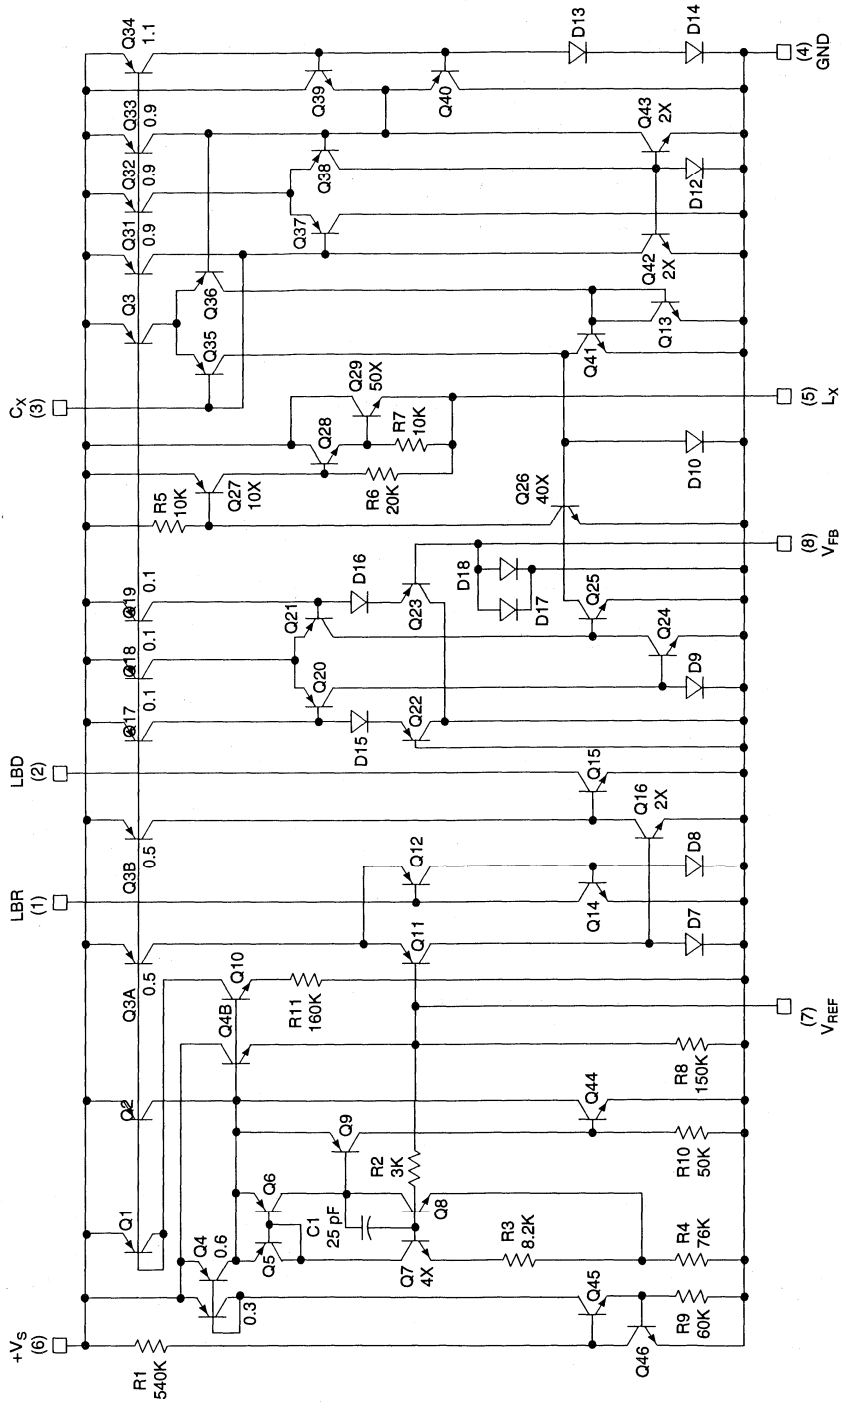 +VS
(6)
LBR
(1)
LBD
(2)
CX
(3)
R1
540K
Q1
Q2
Q3A
0.5
Q3B
0.5
Q17
0.1
Q18
0.1
Q19
0.1
Q3
Q31
0.9
Q32
0.9
Q33
0.9
Q34
1.1
Q4
0.6
0.3
Q4B
Q10
R11
160K
Q5
Q6
C1
25 pF
Q9
R2
3K
Q7
4X
Q8
R3
8.2K
R4
76K
Q45
Q46
R9
60K
R10
50K
Q44
R8
150K
Q11
Q12
Q14
D7
D8
Q15
Q16
2X
Q20
Q21
D15
D16
Q22
Q23
D18
D17
Q24
Q25
D9
R5
10K
Q27
10X
Q28
Q29
50X
R6
20K
R7
10K
Q26
40X
D10
Q35
Q36
Q41
Q13
Q37
Q38
Q39
Q40
Q42
2X
Q43
2X
D12
D13
D14
(7)
VREF
(8)
VFB
(5)
LX
(4)
GND